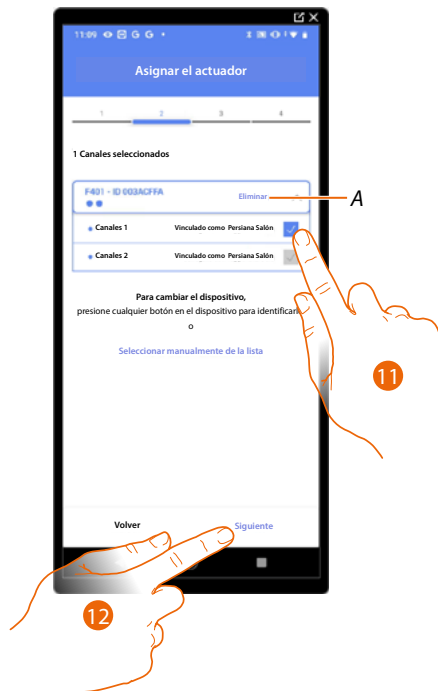 11:09 G G
Asignar el actuador
1 2 3 4
1 Canales seleccionados
F401 - ID 003ACFFA Eliminar A
Canales 1 Vinculado como Persiana Salón
Canales 2 Vinculado como Persiana Salón
Para cambiar el dispositivo,
presione cualquier botón en el dispositivo para
o
Seleccionar manualmente de la lista
11
Volver Siguiente
12